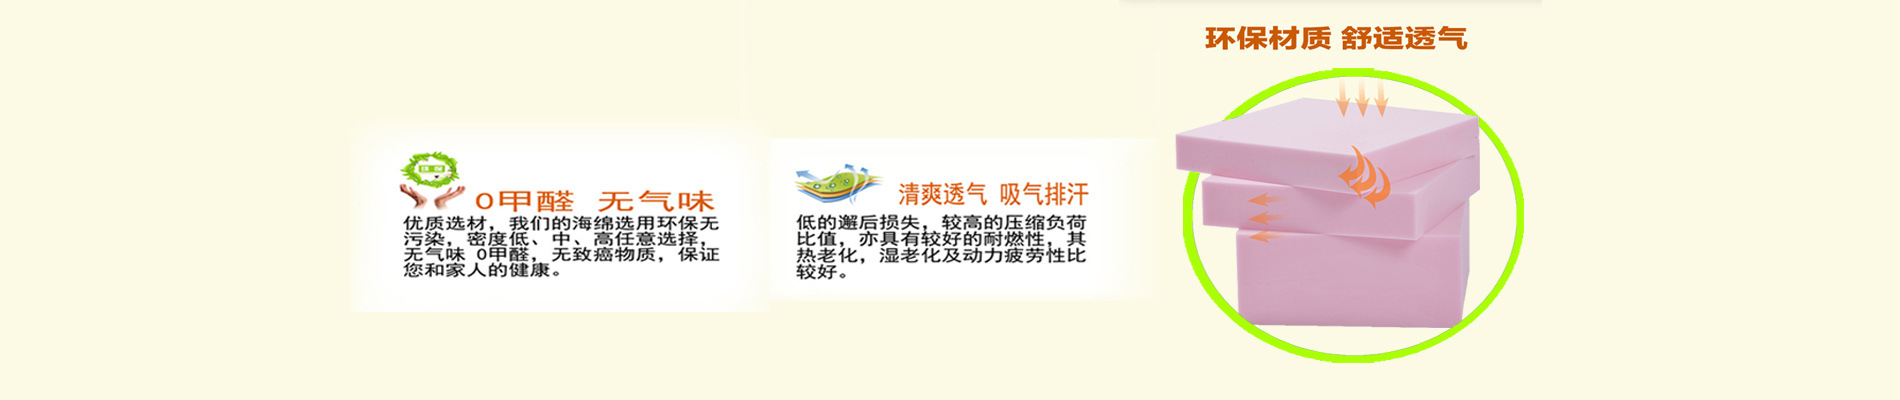 环保材质 舒适透气
0甲醛 无气味
优质选材，我们的海绵选用环保无
污染，密度低、中、高任意选择，
无气味 0甲醛，无致癌物质，保证
您和家人的健康。
清爽透气 吸气排汗
低的邂后损失，较高的压缩负荷
比值，亦具有较好的耐燃性，其
热老化，湿老化及动力疲劳性比
较好。